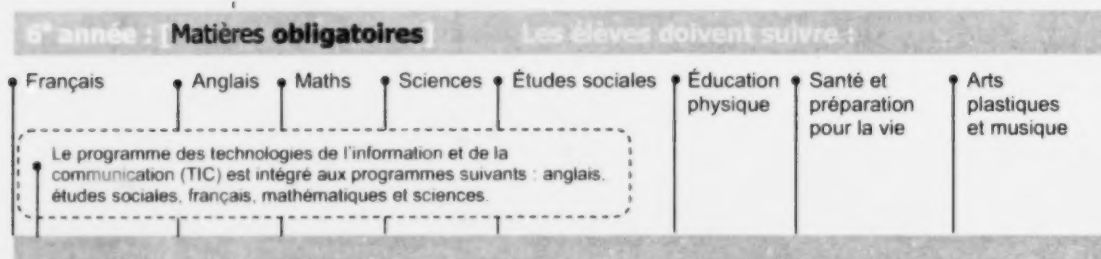 6e année : [Matières obligatoires] Les élèves doivent suivre :
Français
Anglais
Maths
Sciences
Études sociales
Éducation
physique
Santé et
préparation
pour la vie
Arts
plastiques
et musique
Le programme des technologies de l'information et de la
communication (TIC) est intégré aux programmes suivants : anglais,
études sociales, français, mathématiques et sciences.